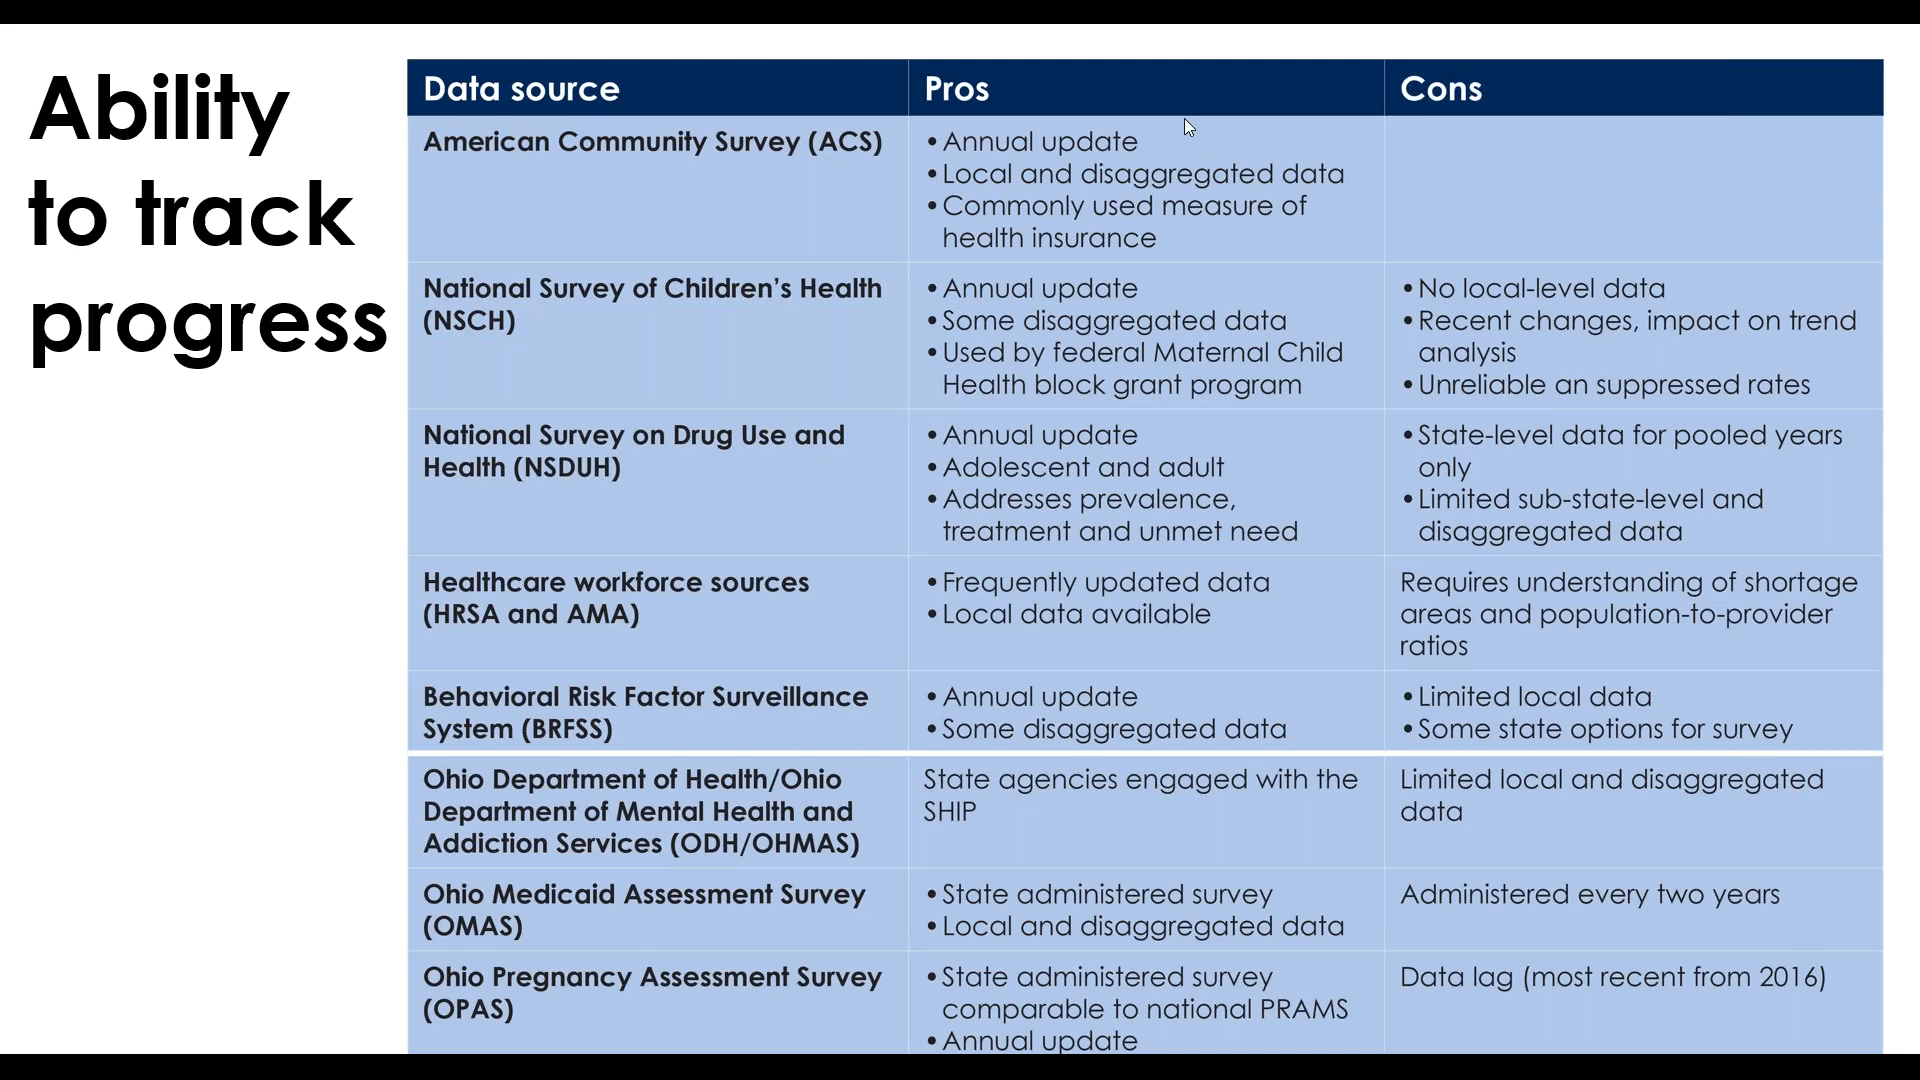 Ability
to track
progress
Data source
Pros
Cons
American Community Survey (ACS)
• Annual update
• Local and disaggregated data
• Commonly used measure of
health insurance
National Survey of Children’s Health
(NSCH)
• Annual update
• Some disaggregated data
• Used by federal Maternal Child
Health block grant program
• No local-level data
• Recent changes, impact on trend
analysis
• Unreliable an suppressed rates
National Survey on Drug Use and
Health (NSDUH)
• Annual update
• Adolescent and adult
• Addresses prevalence,
treatment and unmet need
• State-level data for pooled years
only
• Limited sub-state-level and
disaggregated data
Healthcare workforce sources
(HRSA and AMA)
• Frequently updated data
• Local data available
Requires understanding of shortage
areas and population-to-provider
ratios
Behavioral Risk Factor Surveillance
System (BRFSS)
• Annual update
• Some disaggregated data
• Limited local data
• Some state options for survey
Ohio Department of Health/Ohio
Department of Mental Health and
Addiction Services (ODH/OHMAS)
State agencies engaged with the
SHIP
Limited local and disaggregated
data
Ohio Medicaid Assessment Survey
(OMAS)
• State administered survey
• Local and disaggregated data
Administered every two years
Ohio Pregnancy Assessment Survey
(OPAS)
• State administered survey
comparable to national PRAMS
• Annual update
Data lag (most recent from 2016)